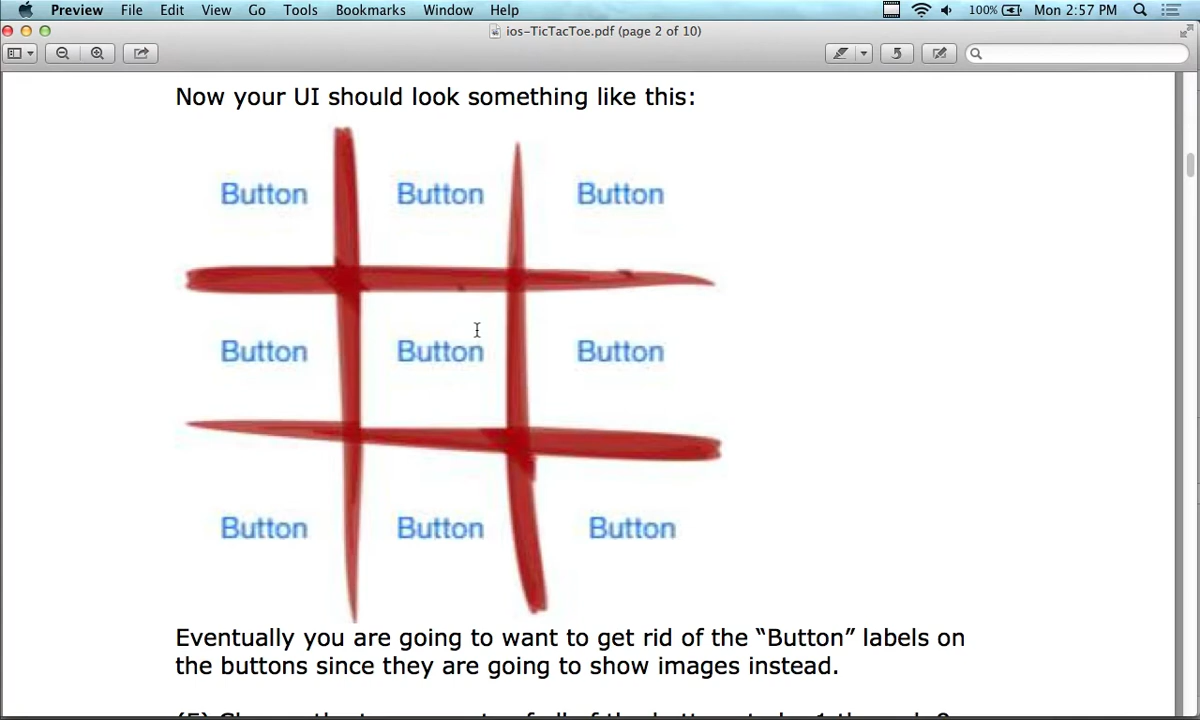 Preview File Edit View Go Tools Bookmarks Window Help 100% Mon 2:57 PM
ios-TicTacToe.pdf (page 2 of 10)
Now your UI should look something like this:
Button Button Button
Button Button Button
Button Button Button
Eventually you are going to want to get rid of the “Button” labels on
the buttons since they are going to show images instead.